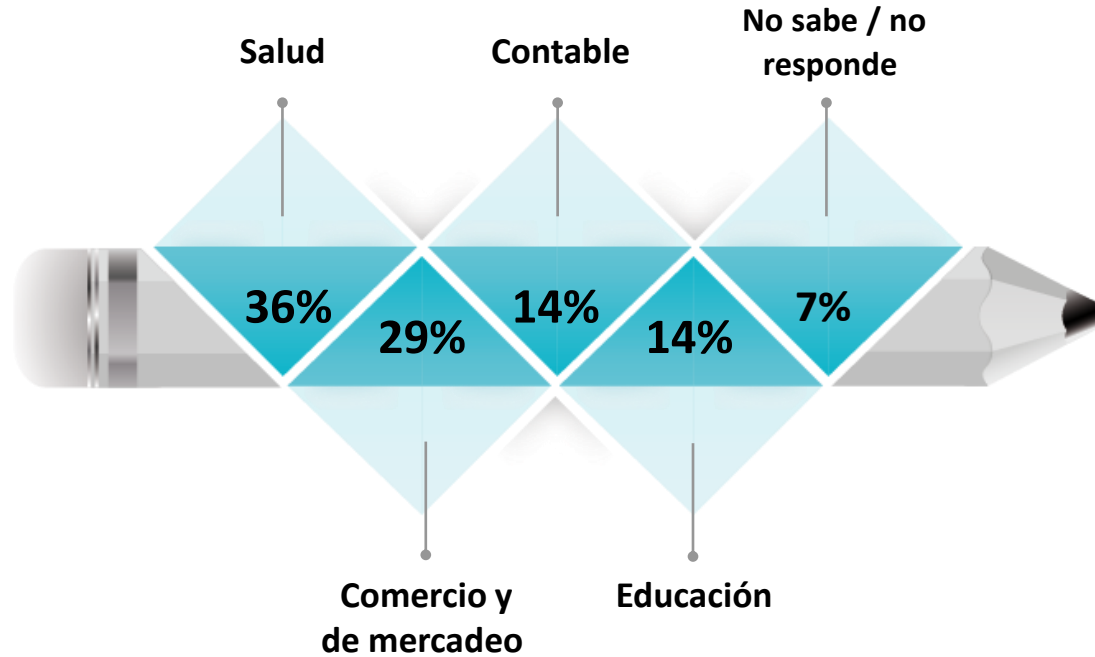 Salud
Contable
No sabe / no
responde
36%
29%
14%
14%
7%
Comercio y
de mercadeo
Educación